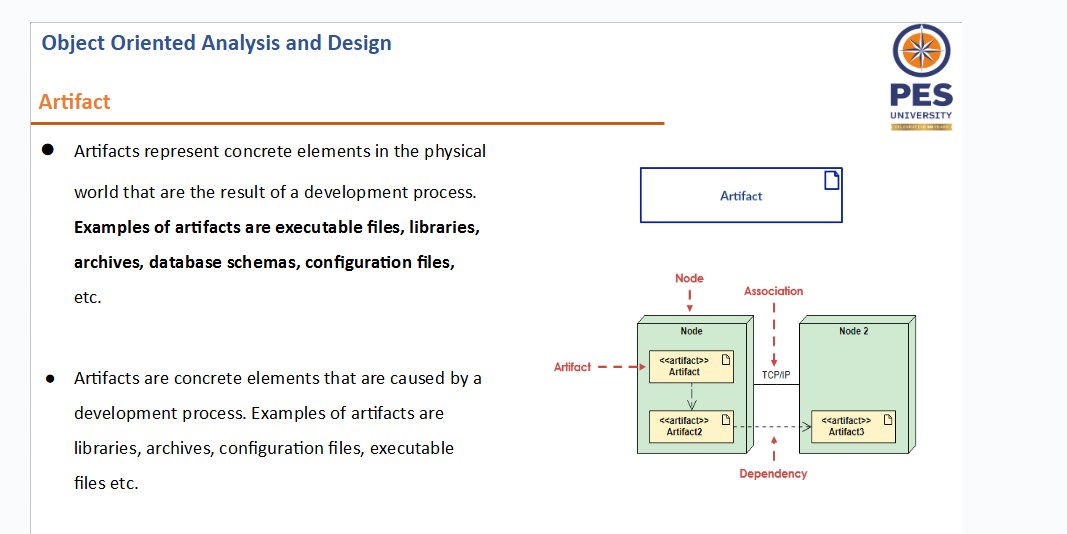 Object Oriented Analysis and Design
PES
UNIVERSITY
Artifact
● Artifacts represent concrete elements in the physical
world that are the result of a development process.
Examples of artifacts are executable files, libraries,
archives, database schemas, configuration files,
etc.
● Artifacts are concrete elements that are caused by a
development process. Examples of artifacts are
libraries, archives, configuration files, executable
files etc.
Artifact
Node
Association
Node
Node 2
<<artifact>>
Artifact
Artifact
TCP/IP
<<artifact>>
Artifact2
<<artifact>>
Artifact3
Dependency